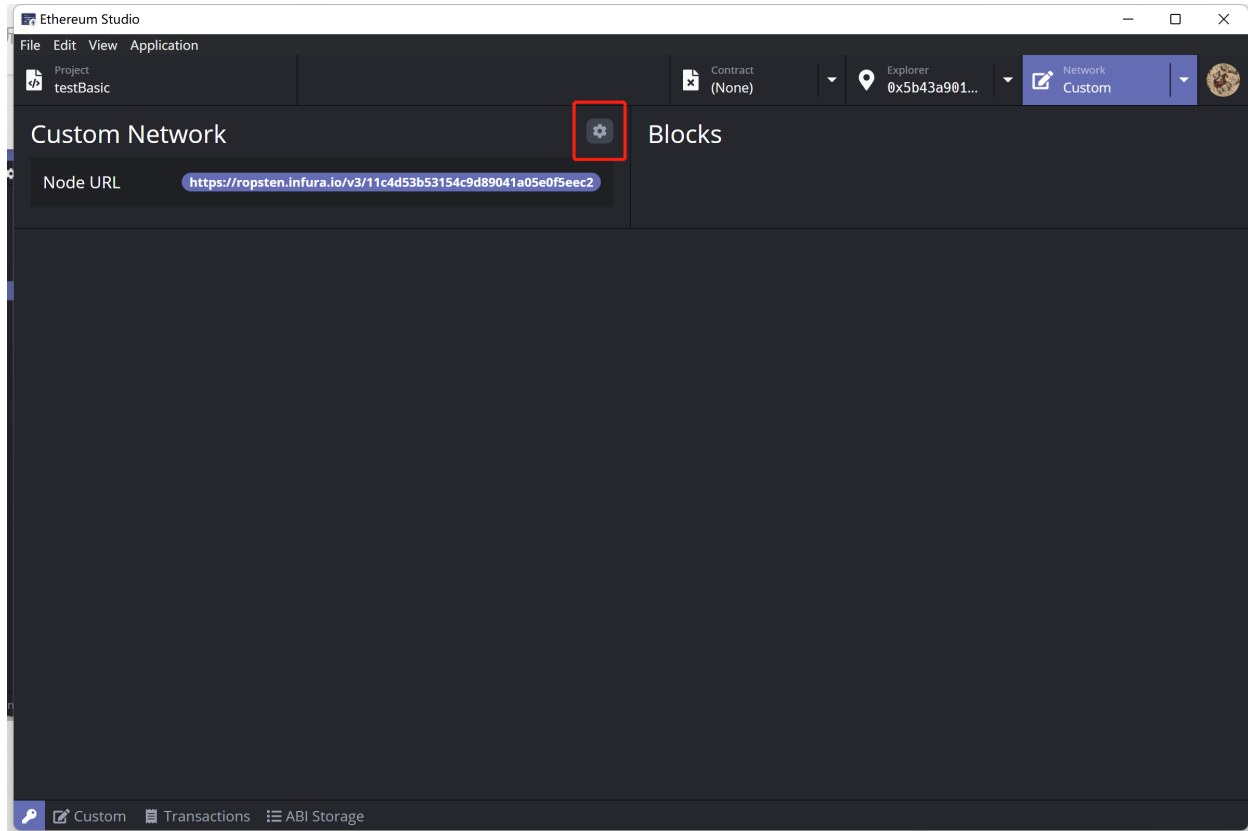 Ethereum Studio
File Edit View Application
Project
testBasic
Contract
(None)
Explorer
0x5b43a901...
Network
Custom
Custom Network
Blocks
Node URL
https://ropsten.infura.io/v3/11c4d53b53154c9d89041a05e0f5eec2
Custom Transactions ABI Storage